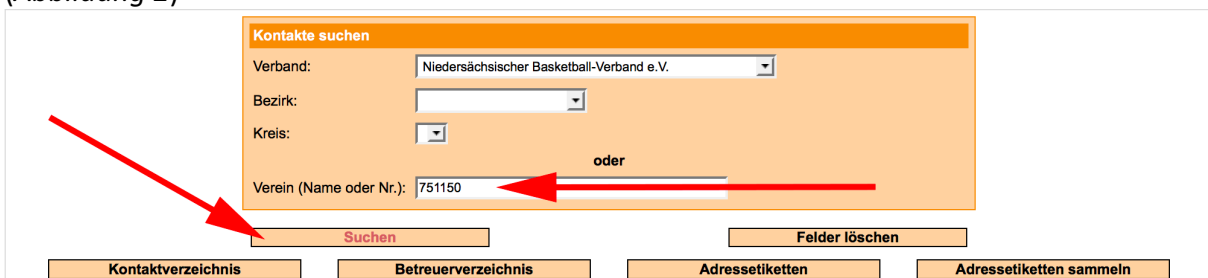 Kontakte suchen
Verband: Niedersächsischer Basketball-Verband e.V.
Bezirk:
Kreis:
oder
Verein (Name oder Nr.): 751150
Suchen Felder löschen
Kontaktverzeichnis Betreuerverzeichnis Adressetiketten Adressetiketten sammeln